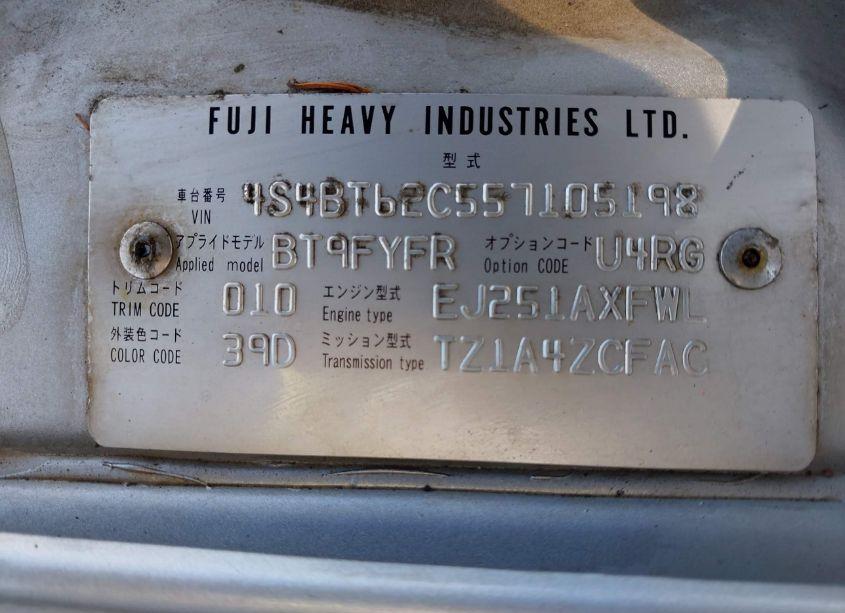 FUJI HEAVY INDUSTRIES LTD.
型式
車台番号 VIN 4S4BT62C557105198
アプライドモデル Applied model BT9FYFR オプションコード Option CODE U4RG
トリムコード TRIM CODE 010 エンジン型式 Engine type EJ251AXFWL
外装色コード COLOR CODE 39D ミッション型式 Transmission type TZ1A4ZCFAC